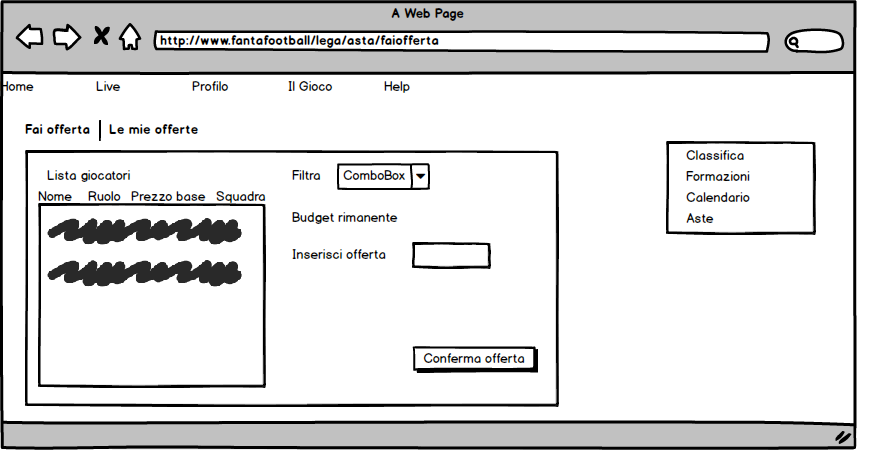 A Web Page
http://www.fantafootball/lega/asta/faiofferta
Home Live Profilo Il Gioco Help
Fai offerta Le mie offerte
Lista giocatori
Nome Ruolo Prezzo base Squadra
Filtra ComboBox
Budget rimanente
Inserisci offerta
Conferma offerta
Classifica
Formazioni
Calendario
Aste